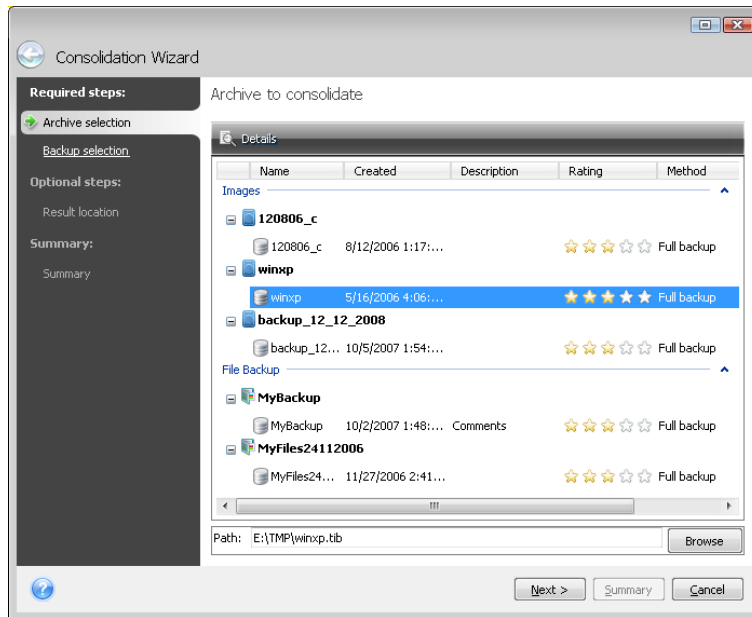 Consolidation Wizard
Required steps:
Archive selection
Backup selection
Optional steps:
Result location
Summary:
Summary
Archive to consolidate
Details
Name Created Description Rating Method
Images
120806_c
120806_c 8/12/2006 1:17:... Full backup
winxp
winxp 5/16/2006 4:06:... Full backup
backup_12_12_2008
backup_12... 10/5/2007 1:54:... Full backup
File Backup
MyBackup
MyBackup 10/2/2007 1:48:... Comments Full backup
MyFiles24112006
MyFiles24... 11/27/2006 2:41... Full backup
Path: E:\TMP\winxp.tib Browse
Next > Summary Cancel